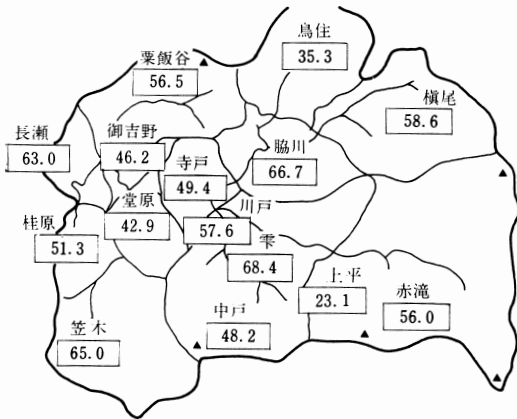 鳥住
35.3
粟飯谷
56.5
槇尾
58.6
長瀬
63.0
御吉野
46.2
脇川
66.7
寺戸
49.4
堂原
42.9
川戸
57.6
桂原
51.3
雫
68.4
上平
23.1
赤滝
56.0
中戸
48.2
笠木
65.0